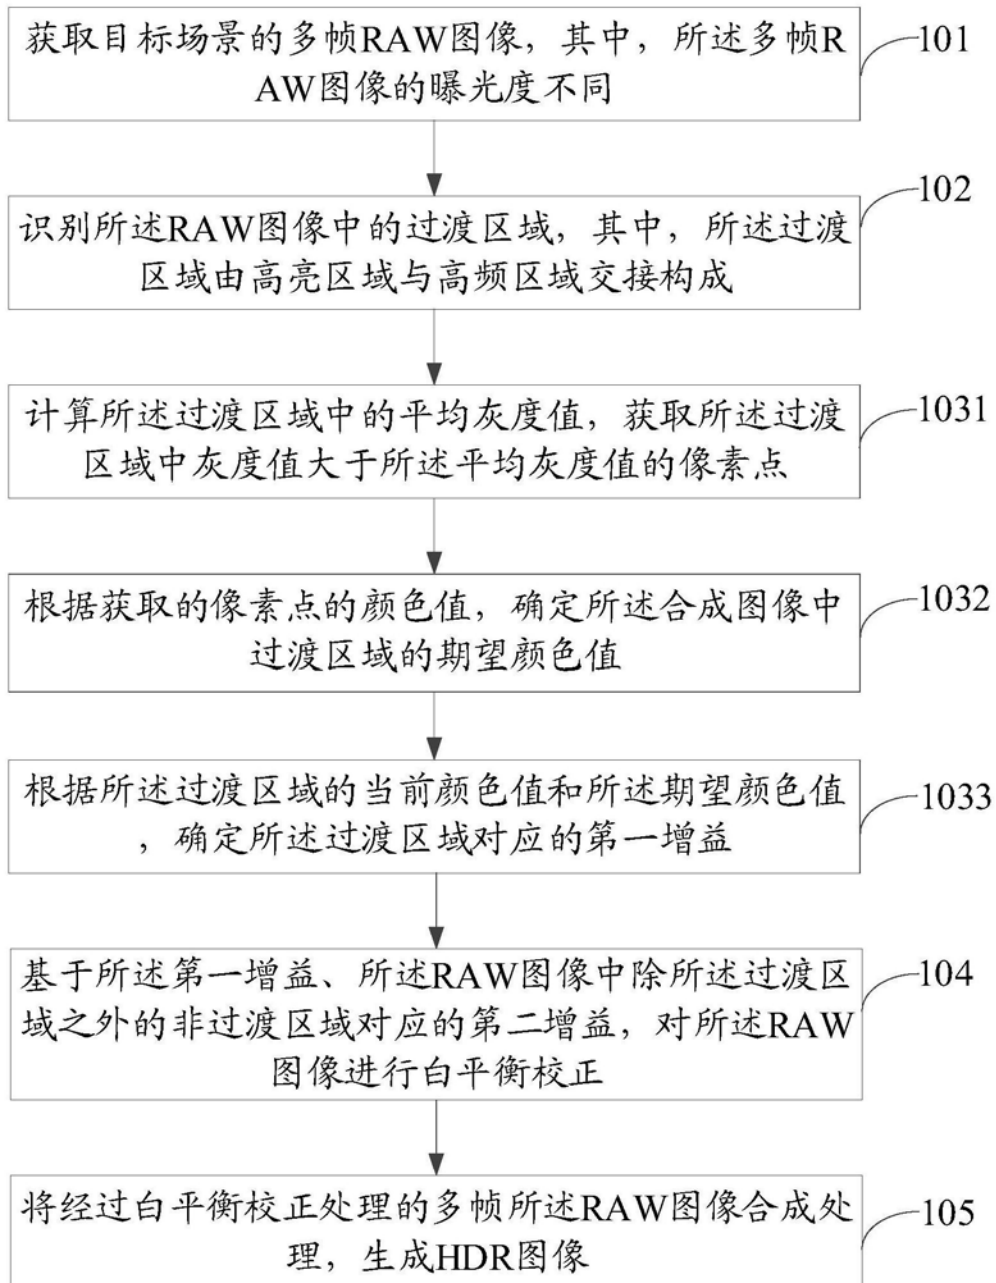 获取目标场景的多帧RAW图像，其中，所述多帧R
AW图像的曝光度不同
101
识别所述RAW图像中的过渡区域，其中，所述过渡
区域由高亮区域与高频区域交接构成
102
计算所述过渡区域中的平均灰度值，获取所述过渡
区域中灰度值大于所述平均灰度值的像素点
1031
根据获取的像素点的颜色值，确定所述合成图像中
过渡区域的期望颜色值
1032
根据所述过渡区域的当前颜色值和所述期望颜色值
，确定所述过渡区域对应的第一增益
1033
基于所述第一增益、所述RAW图像中除所述过渡区
域之外的非过渡区域对应的第二增益，对所述RAW
图像进行白平衡校正
104
将经过白平衡校正处理的多帧所述RAW图像合成处
理，生成HDR图像
105